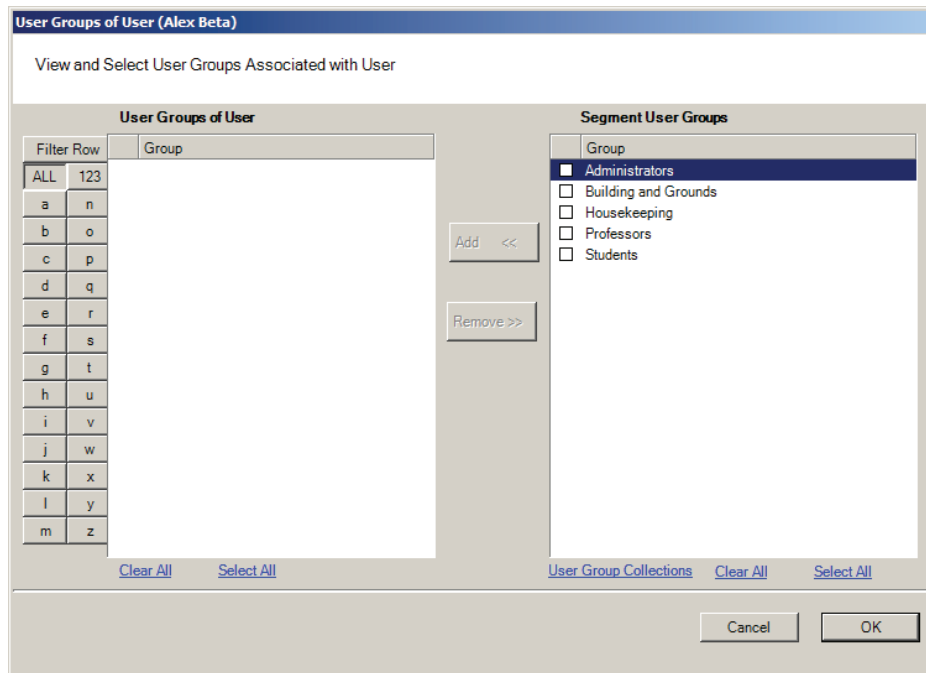 User Groups of User (Alex Beta)
View and Select User Groups Associated with User
User Groups of User
Segment User Groups
Filter Row
Group
Group
ALL 123
a n
b o
c p
d q
e r
f s
g t
h u
i v
j w
k x
l y
m z
Add <<
Remove >>
Administrators
Building and Grounds
Housekeeping
Professors
Students
Clear All Select All
User Group Collections Clear All Select All
Cancel OK